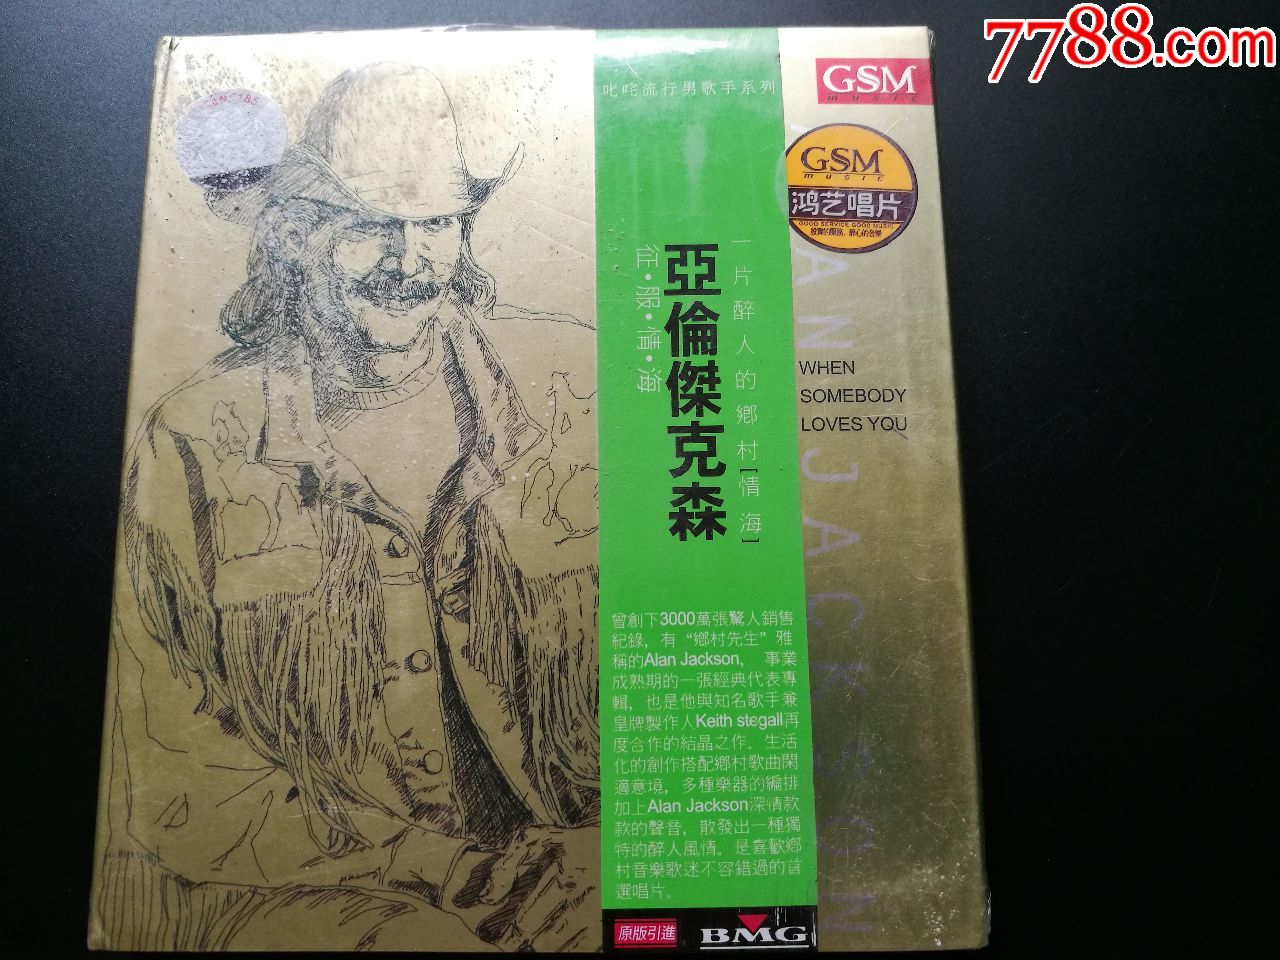 7788.com
叱咤流行男歌手系列
GSM
MUSIC
GSM
MUSIC
鸿艺唱片
GOOD SERVICE GOOD MUSIC
一片醉人的鄉村[情海]
亞倫傑克森
征·服·情·海
WHEN
SOMEBODY
LOVES YOU
ALAN JACKSON
曾創下3000萬張驚人銷售
紀錄，有“鄉村先生”雅
稱的Alan Jackson， 事業
成熟期的一張經典代表專
輯，也是他與知名歌手兼
皇牌製作人Keith stegall再
度合作的結晶之作。生活
化的創作搭配鄉村歌曲閑
適意境，多種樂器的編排
加上Alan Jackson深情款
款的聲音，散發出一種獨
特的醉人風情。是喜歡鄉
村音樂歌迷不容錯過的首
選唱片。
原版引進
BMG